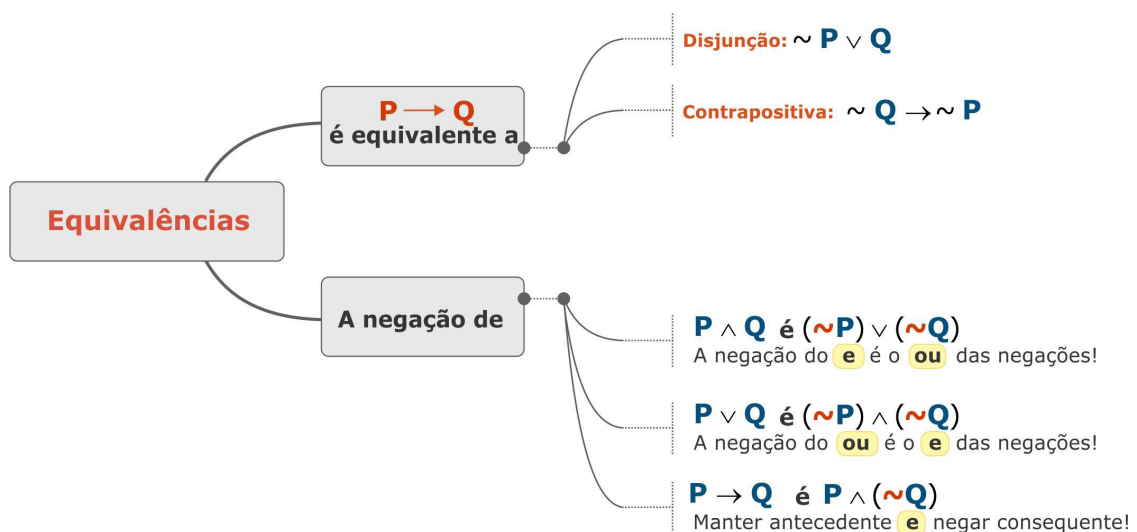 Equivalências
P → Q
é equivalente a
Disjunção: ~ P ∨ Q
Contrapositiva: ~ Q → ~ P
A negação de
P ∧ Q é (~P) ∨ (~Q)
A negação do e é o ou das negações!
P ∨ Q é (~P) ∧ (~Q)
A negação do ou é o e das negações!
P → Q é P ∧ (~Q)
Manter antecedente e negar consequente!